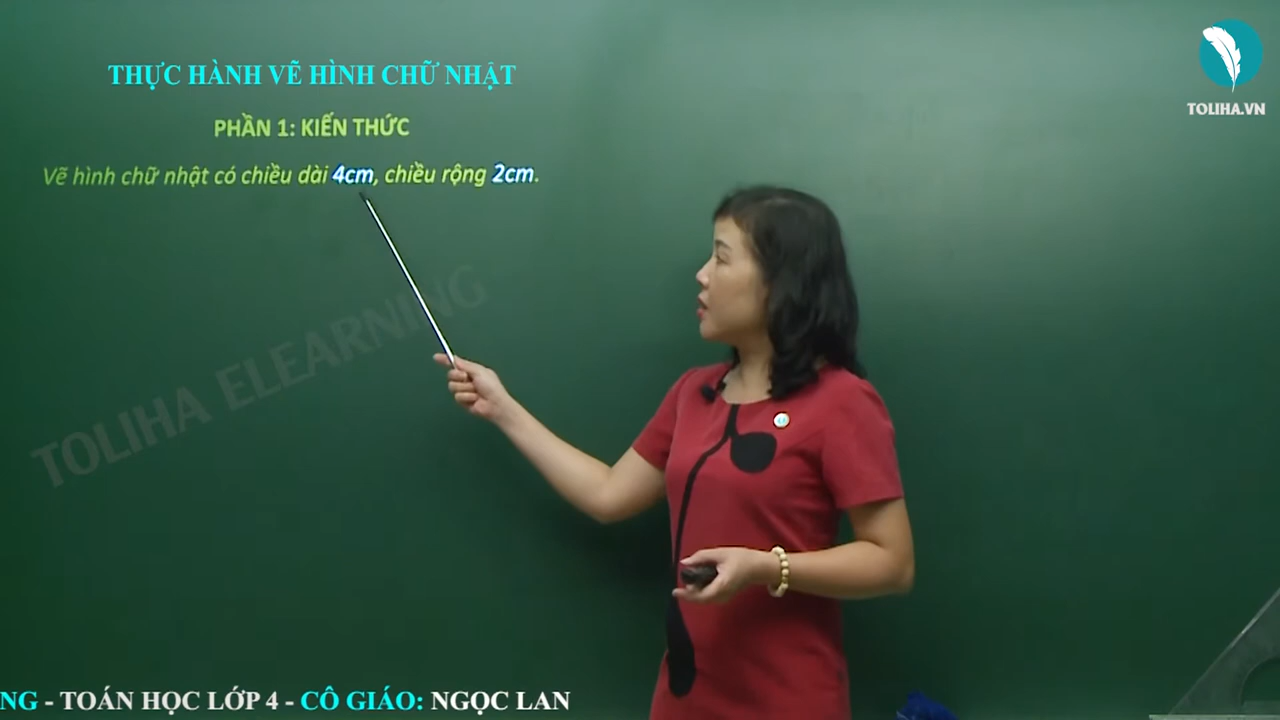 THỰC HÀNH VẼ HÌNH CHỮ NHẬT
TOLIHA.VN
PHẦN 1: KIẾN THỨC
Vẽ hình chữ nhật có chiều dài 4cm, chiều rộng 2cm.
TOLIHA ELEARNING
NG - TOÁN HỌC LỚP 4 - CÔ GIÁO: NGỌC LAN